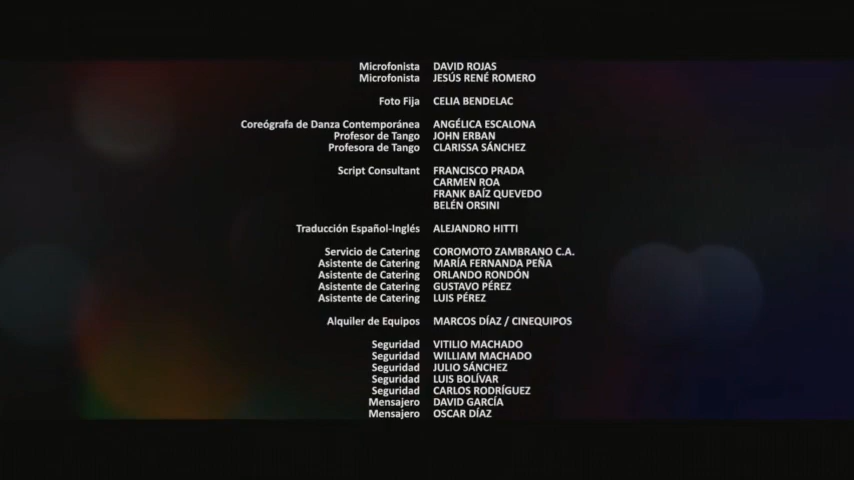 Microfonista DAVID ROJAS
Microfonista JESÚS RENÉ ROMERO
Foto Fija CELIA BENDELAC
Coreógrafa de Danza Contemporánea ANGÉLICA ESCALONA
Profesor de Tango JOHN ERBAN
Profesora de Tango CLARISSA SÁNCHEZ
Script Consultant FRANCISCO PRADA
CARMEN ROA
FRANK BAÍZ QUEVEDO
BELÉN ORSINI
Traducción Español-Inglés ALEJANDRO HITTI
Servicio de Catering COROMOTO ZAMBRANO C.A.
Asistente de Catering MARÍA FERNANDA PEÑA
Asistente de Catering ORLANDO RONDÓN
Asistente de Catering GUSTAVO PÉREZ
Asistente de Catering LUIS PÉREZ
Alquiler de Equipos MARCOS DÍAZ / CINEQUIPOS
Seguridad VITILIO MACHADO
Seguridad WILLIAM MACHADO
Seguridad JULIO SÁNCHEZ
Seguridad LUIS BOLÍVAR
Seguridad CARLOS RODRÍGUEZ
Mensajero DAVID GARCÍA
Mensajero OSCAR DÍAZ